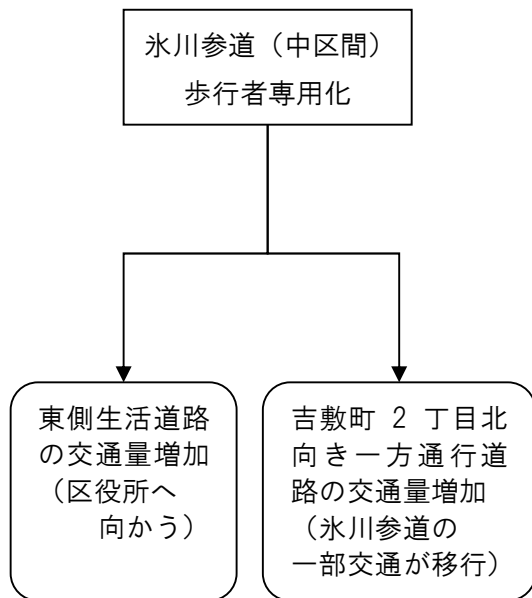 氷川参道（中区間）
歩行者専用化
東側生活道路
の交通量増加
（区役所へ
向かう）
吉敷町 2 丁目北
向き一方通行道
路の交通量増加
（氷川参道の
一部交通が移行）